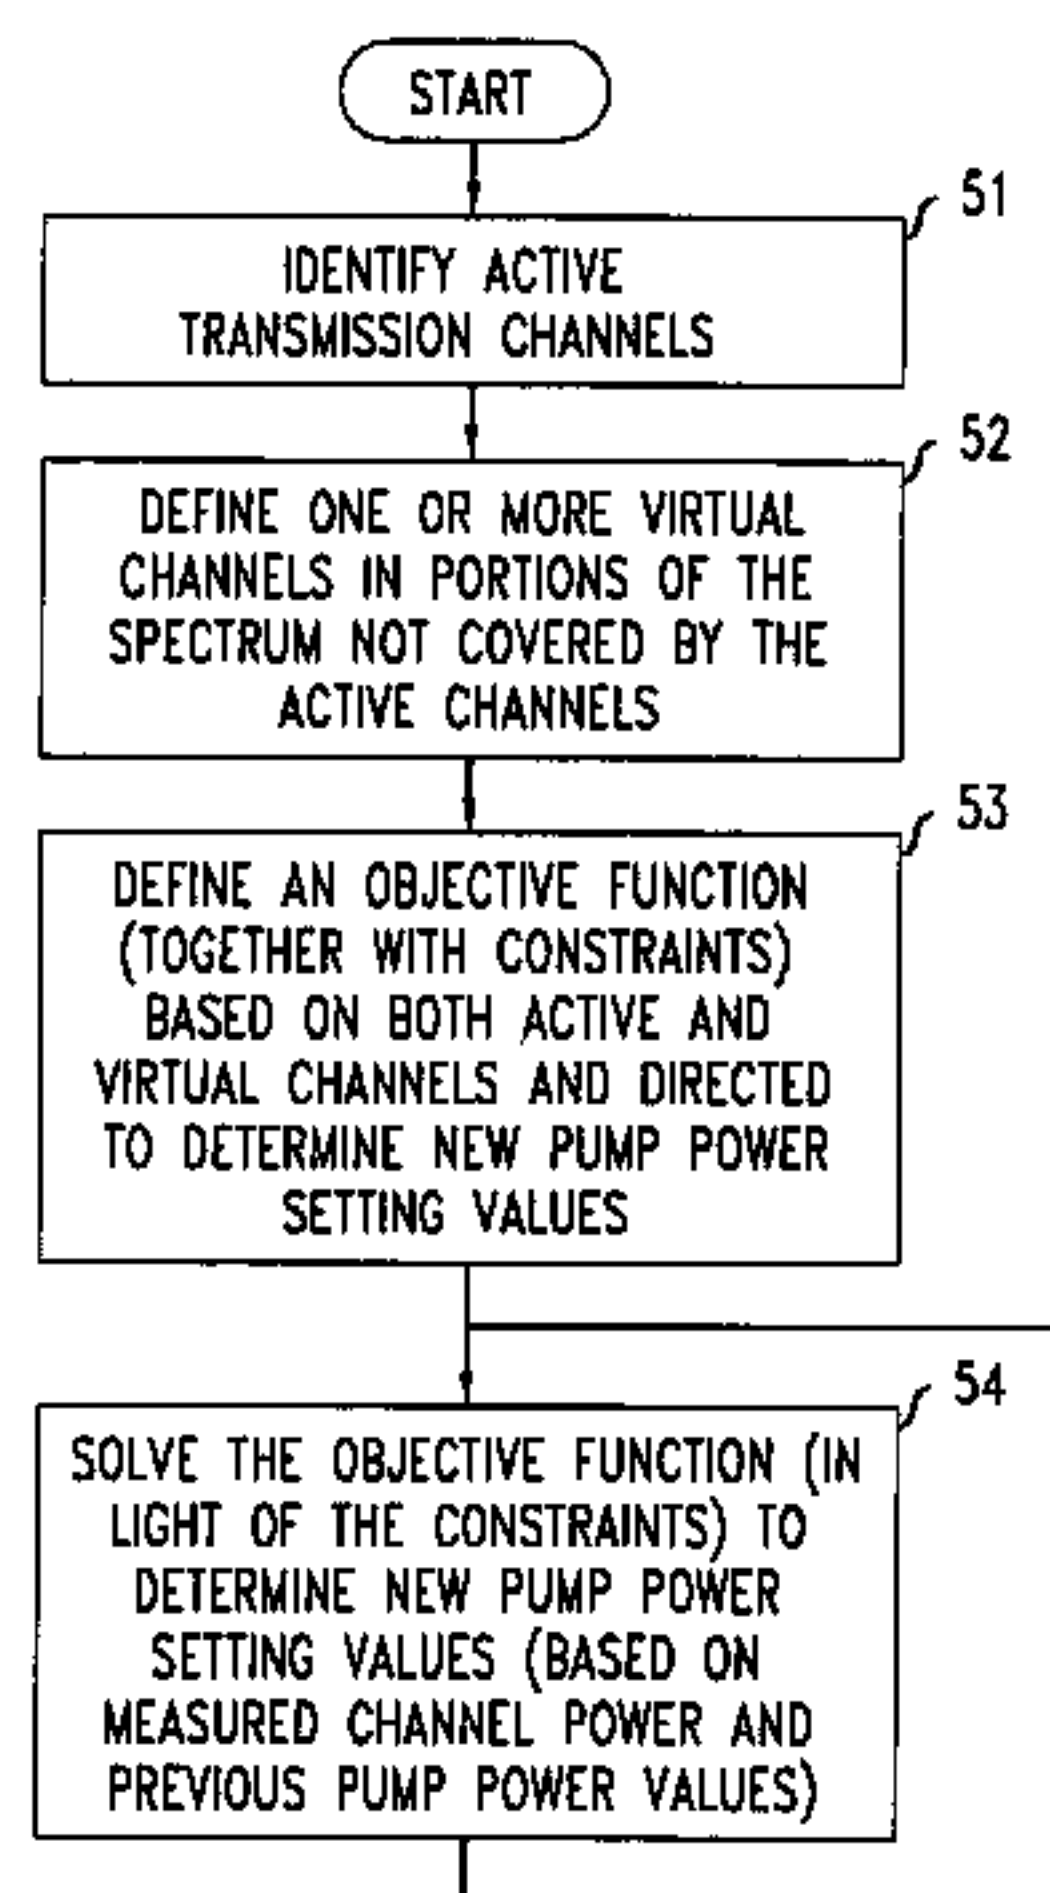 START
51
IDENTIFY ACTIVE
TRANSMISSION CHANNELS
52
DEFINE ONE OR MORE VIRTUAL
CHANNELS IN PORTIONS OF THE
SPECTRUM NOT COVERED BY THE
ACTIVE CHANNELS
53
DEFINE AN OBJECTIVE FUNCTION
(TOGETHER WITH CONSTRAINTS)
BASED ON BOTH ACTIVE AND
VIRTUAL CHANNELS AND DIRECTED
TO DETERMINE NEW PUMP POWER
SETTING VALUES
54
SOLVE THE OBJECTIVE FUNCTION (IN
LIGHT OF THE CONSTRAINTS) TO
DETERMINE NEW PUMP POWER
SETTING VALUES (BASED ON
MEASURED CHANNEL POWER AND
PREVIOUS PUMP POWER VALUES)